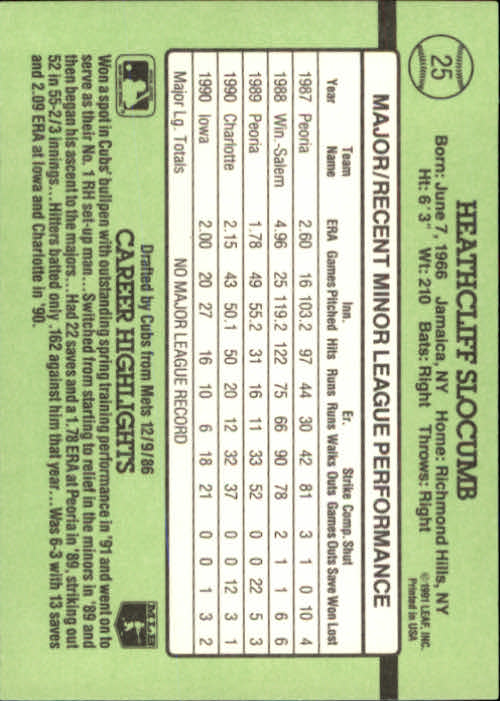 25
HEATHCLIFF SLOCUMB
Born: June 7, 1966 Jamaica, NY Home: Richmond Hills, NY
Ht: 6'3" Wt: 210 Bats: Right Throws: Right
©1991 LEAF, INC.
Printed in USA
MAJOR/RECENT MINOR LEAGUE PERFORMANCE
Team Inn. Er. Strike Comp. Shut
Year Name ERA Games Pitched Hits Runs Runs Walks Outs Games Outs Save Won Lost
1987 Peoria 2.60 16 103.2 97 44 30 42 81 3 1 0 10 4
1988 Win.-Salem 4.96 25 119.2 122 75 66 90 78 2 1 1 6 6
1989 Peoria 1.78 49 55.2 31 16 11 33 52 0 0 22 5 3
1990 Charlotte 2.15 43 50.1 50 20 12 32 37 0 0 12 3 1
1990 Iowa 2.00 20 27 16 10 6 18 21 0 0 1 3 2
Major Lg. Totals NO MAJOR LEAGUE RECORD
Drafted by Cubs from Mets 12/9/86
CAREER HIGHLIGHTS
Won a spot in Cubs' bullpen with outstanding spring training performance in '91 and went on to
serve as their No. 1 RH set-up man....Switched from starting to relief in the minors in '89 and
then began his ascent to the majors...Had 22 saves and a 1.78 ERA at Peoria in '89, striking out
52 in 55-2/3 innings...Hitters batted only .162 against him that year...Was 6-3 with 13 saves
and 2.09 ERA at Iowa and Charlotte in '90.